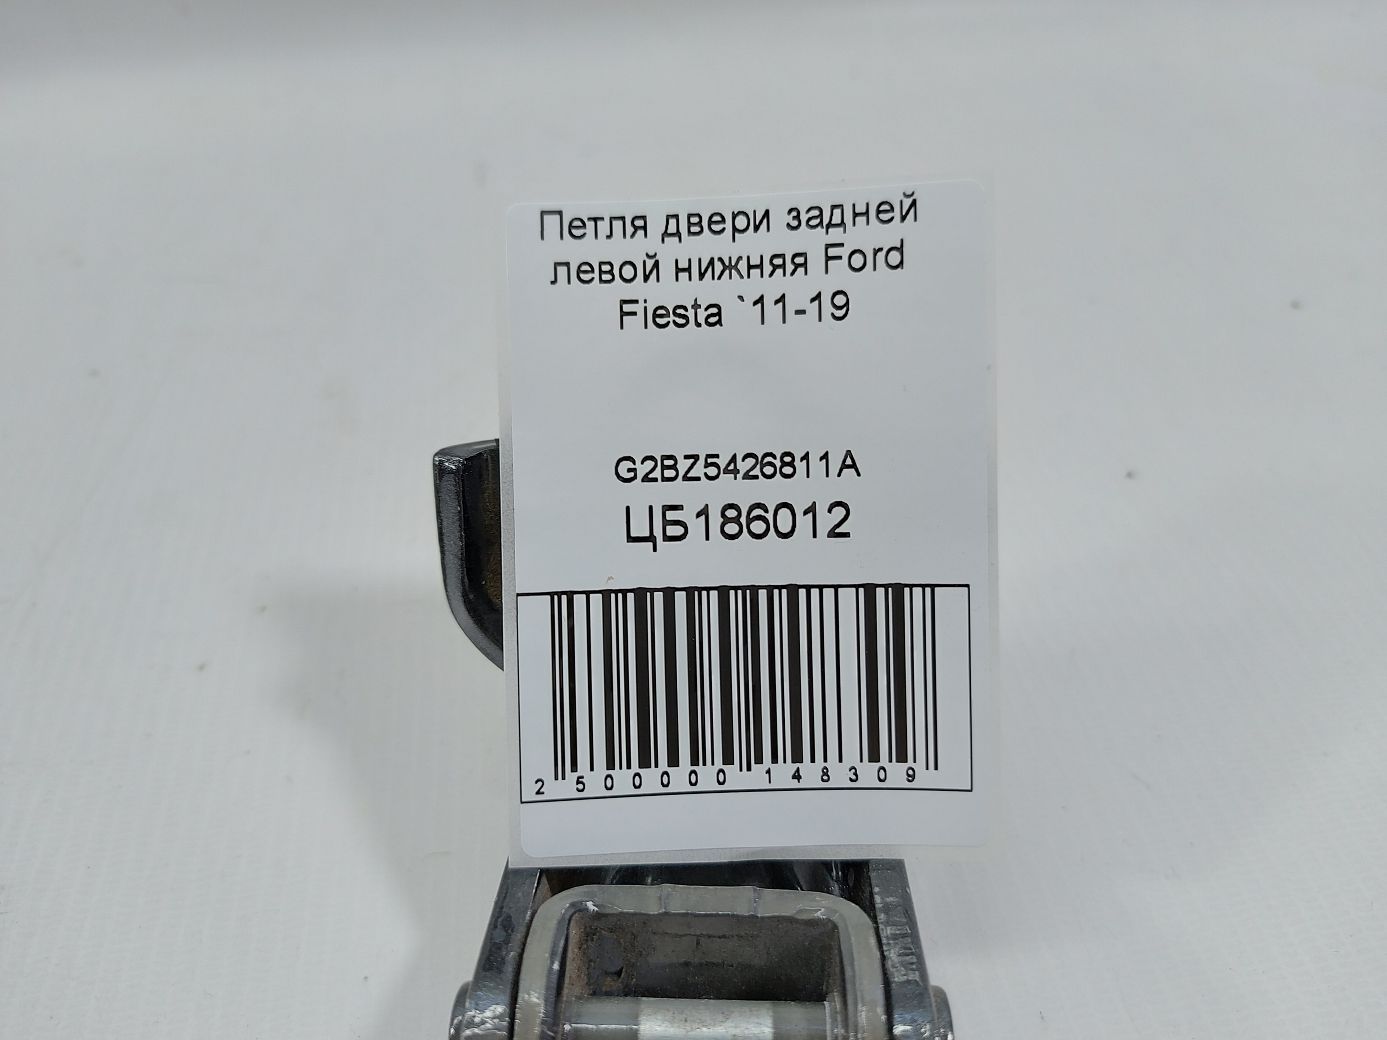 Петля двери задней
левой нижняя Ford
Fiesta `11-19
G2BZ5426811A
ЦБ186012
2 500000 148309